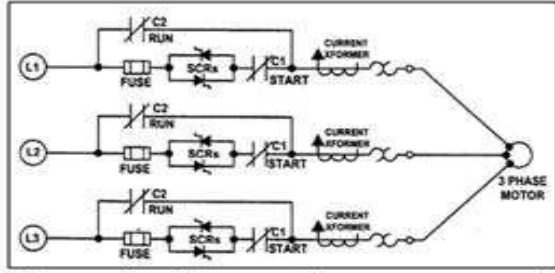 C2
RUN
L1
FUSE
SCRs
C1
START
CURRENT
XFORMER
C2
RUN
L2
FUSE
SCRs
C1
START
CURRENT
XFORMER
3 PHASE
MOTOR
C2
RUN
L3
FUSE
SCRs
C1
START
CURRENT
XFORMER